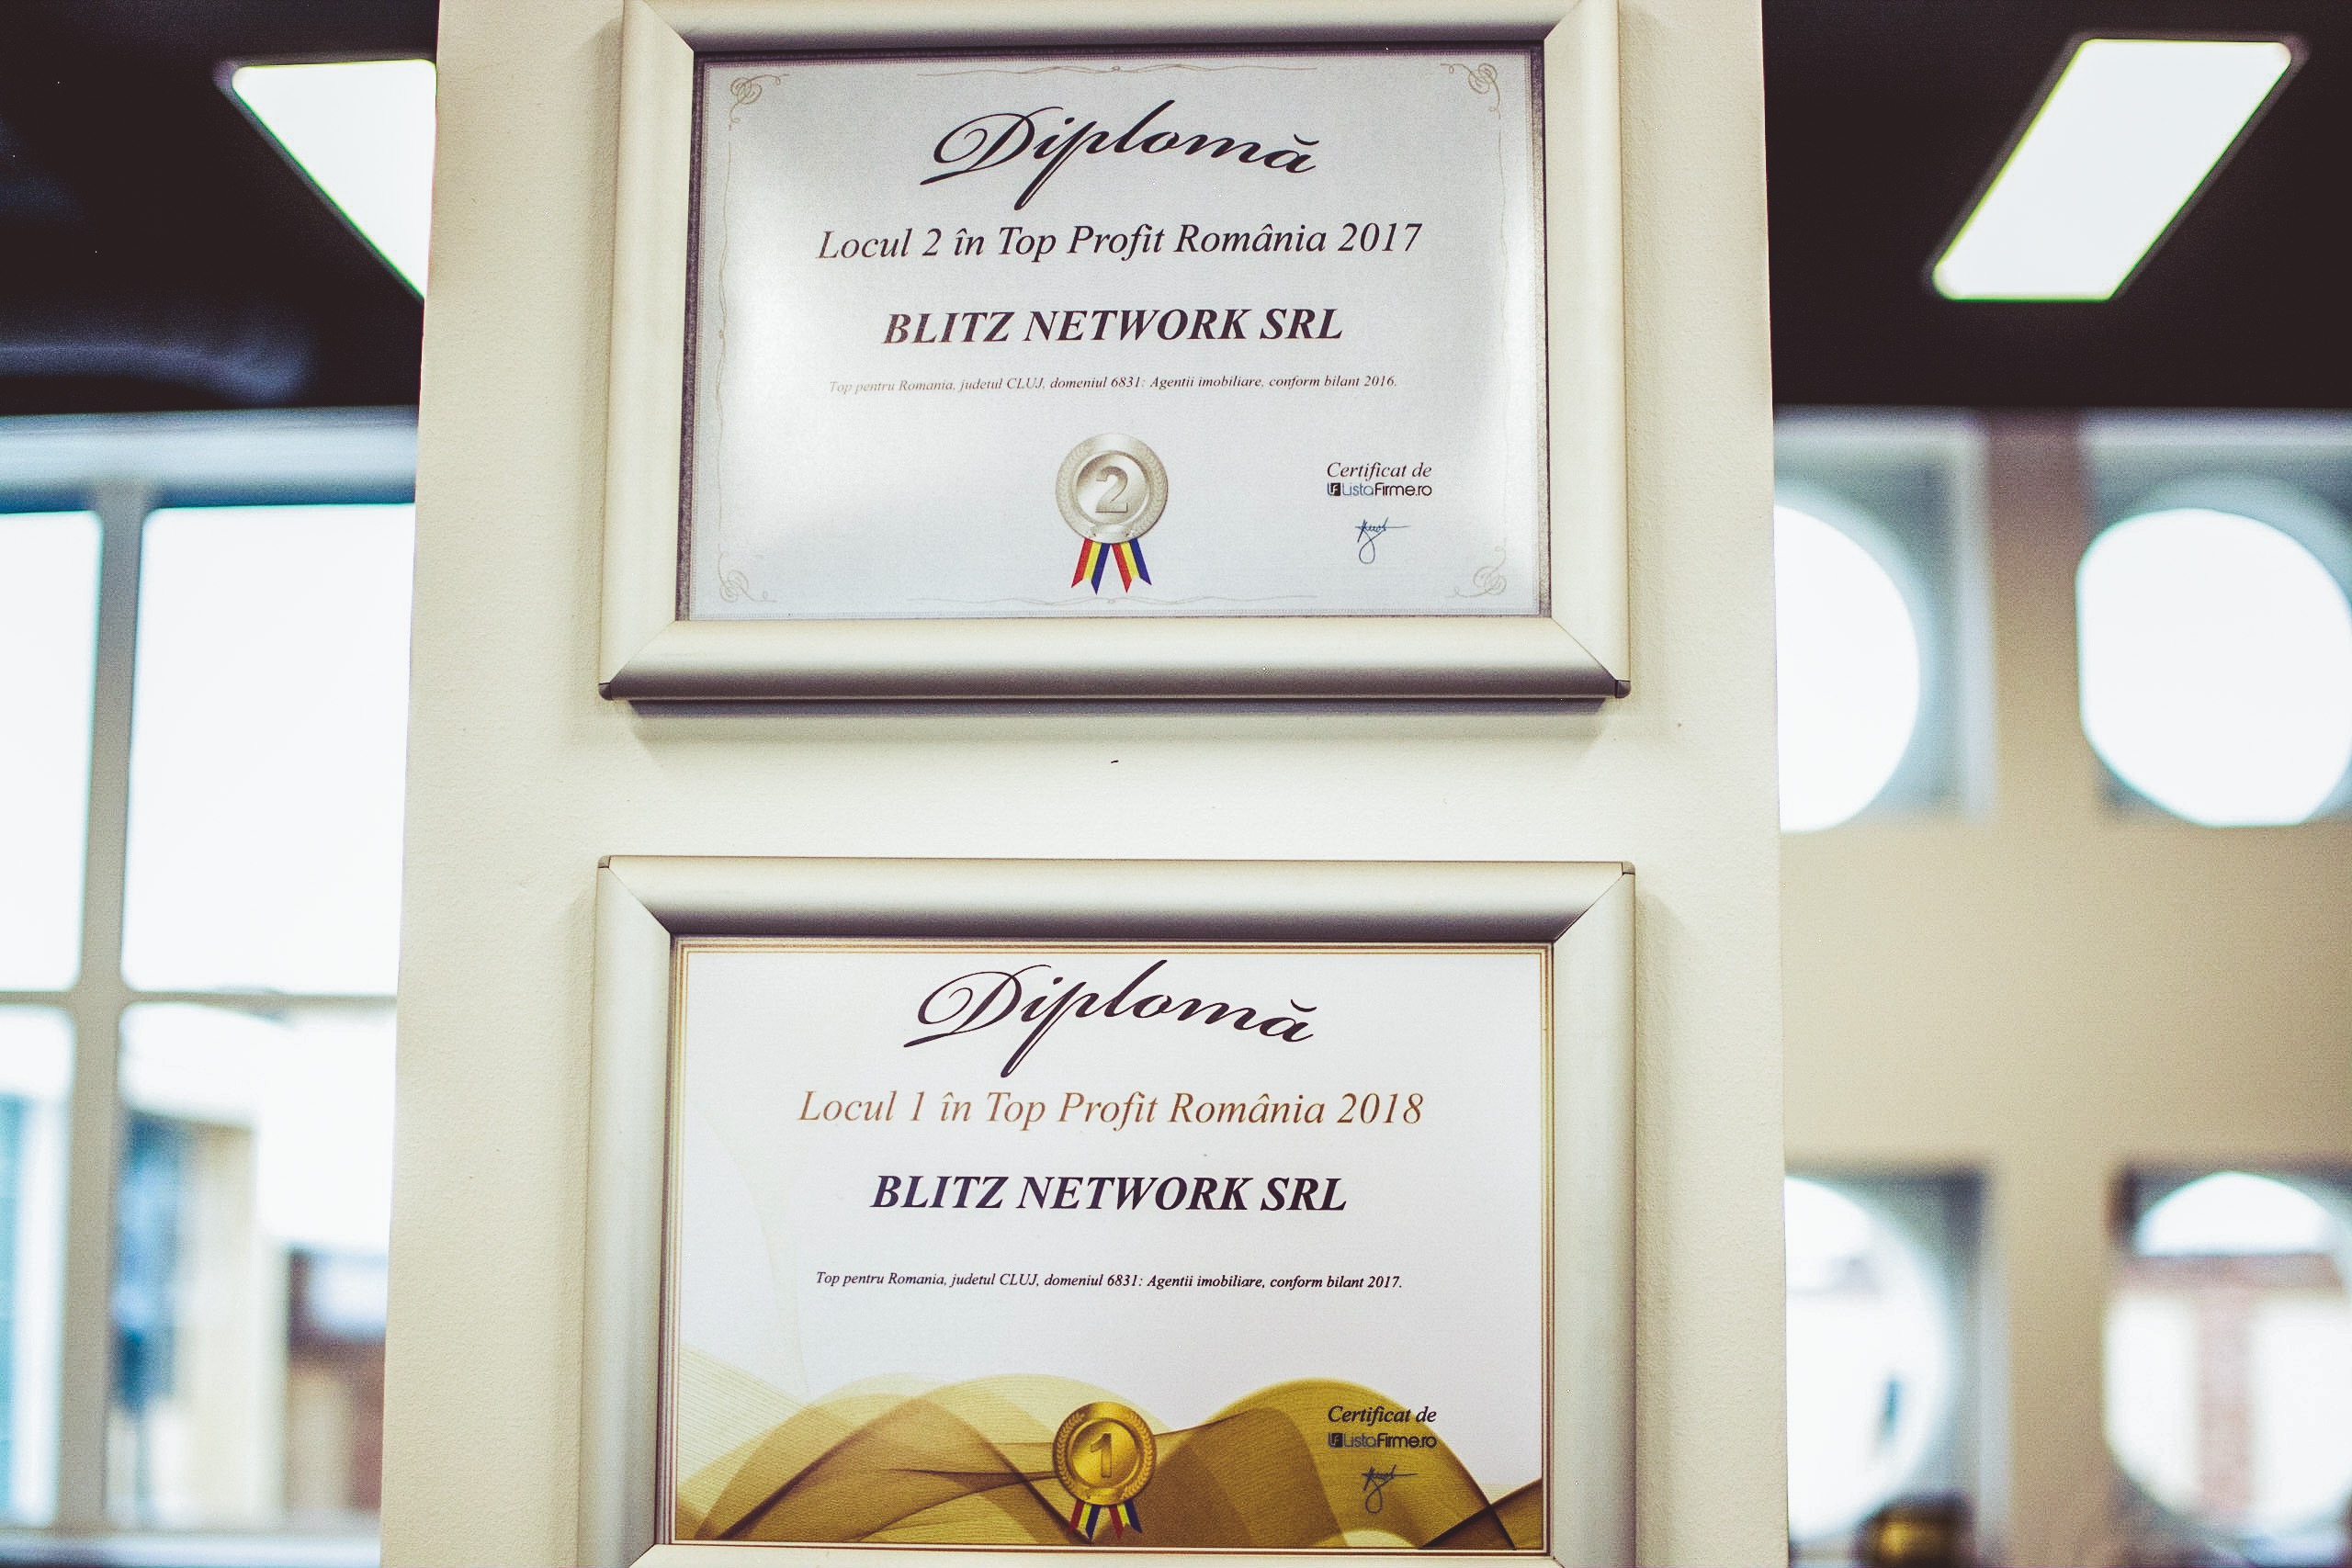 Diplomă
Locul 2 în Top Profit România 2017
BLITZ NETWORK SRL
Top pentru Romania, judetul CLUJ, domeniul 6831: Agentii imobiliare, conform bilant 2016.
2
Certificat de
LF ListaFirme.ro
Diplomă
Locul 1 în Top Profit România 2018
BLITZ NETWORK SRL
Top pentru Romania, judetul CLUJ, domeniul 6831: Agentii imobiliare, conform bilant 2017.
1
Certificat de
LF ListaFirme.ro